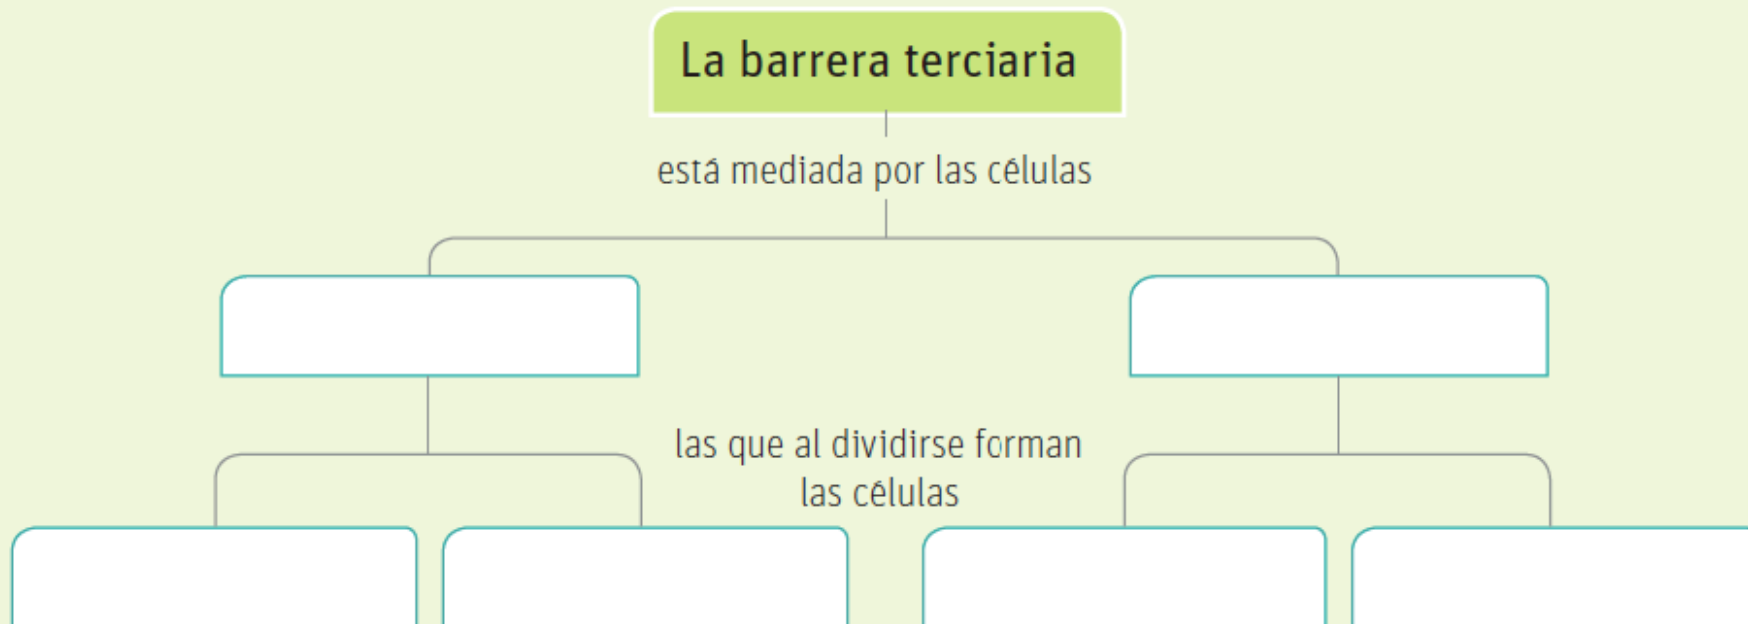 La barrera terciaria
está mediada por las células
las que al dividirse forman
las células